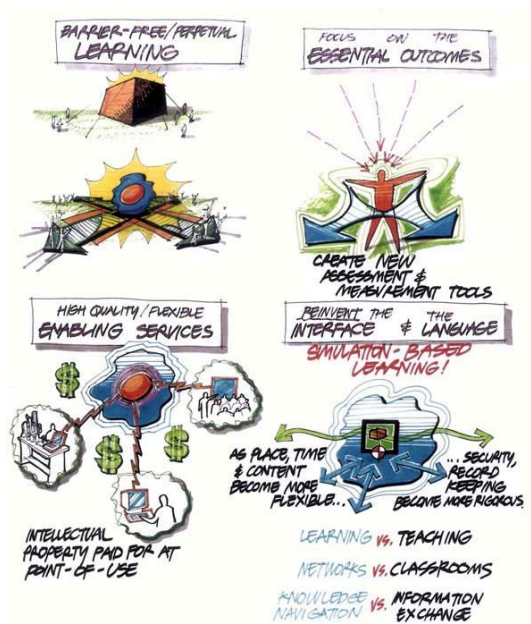 BARRIER-FREE/PERPETUAL
LEARNING
FOCUS ON THE
ESSENTIAL OUTCOMES
CREATE NEW
ASSESSMENT &
MEASUREMENT TOOLS
HIGH QUALITY/FLEXIBLE
ENABLING SERVICES
$
$
$
INTELLECTUAL
PROPERTY PAID FOR AT
POINT-OF-USE
REINVENT THE THE
INTERFACE & LANGUAGE
SIMULATION-BASED
LEARNING!
AS PLACE, TIME
& CONTENT
BECOME MORE
FLEXIBLE...
... SECURITY,
RECORD
KEEPING
BECOME MORE RIGOROUS.
LEARNING vs. TEACHING
NETWORKS vs. CLASSROOMS
KNOWLEDGE NAVIGATION vs. INFORMATION EXCHANGE